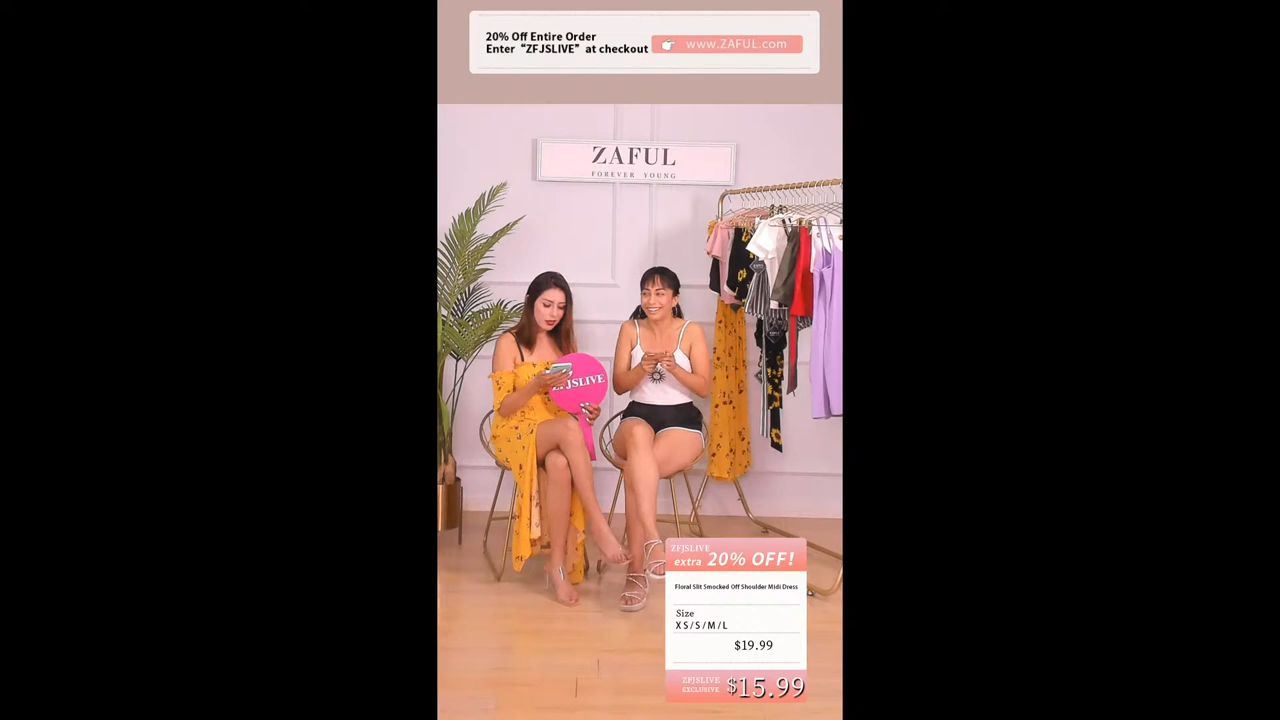 20% Off Entire Order
Enter “ZFJSLIVE” at checkout
www.ZAFUL.com
ZAFUL
FOREVER YOUNG
ZFJSLIVE
ZFJSLIVE
extra 20% OFF!
Floral Slit Smocked Off Shoulder Midi Dress
Size
XS/S/M/L
$19.99
ZFJSLIVE
EXCLUSIVE
$15.99